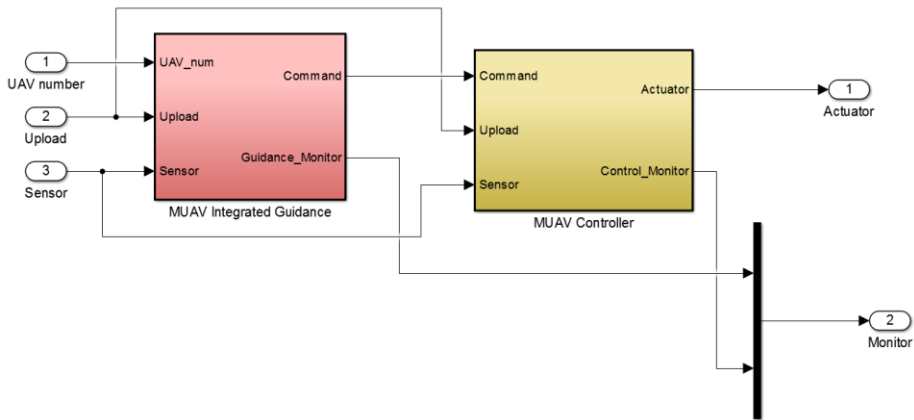 1
UAV number
2
Upload
3
Sensor
UAV_num
Upload
Sensor
Command
Guidance_Monitor
MUAV Integrated Guidance
Command
Upload
Sensor
Actuator
Control_Monitor
MUAV Controller
1
Actuator
2
Monitor